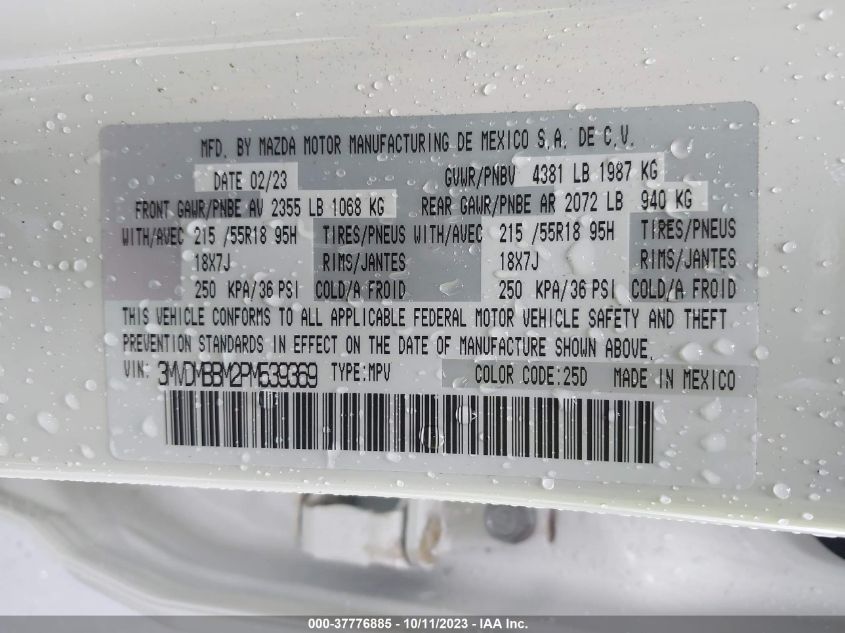 MFD. BY MAZDA MOTOR MANUFACTURING DE MEXICO S.A. DE C.V.
DATE 02/23 GVWR/PNBV 4381 LB 1987 KG
FRONT GAWR/PNBE AV 2355 LB 1068 KG REAR GAWR/PNBE AR 2072 LB 940 KG
WITH/AVEC 215 /55R18 95H TIRES/PNEUS WITH/AVEC 215 /55R18 95H TIRES/PNEUS
18X7J RIMS/JANTES 18X7J RIMS/JANTES
250 KPA/36 PSI COLD/A FROID 250 KPA/36 PSI COLD/A FROID
THIS VEHICLE CONFORMS TO ALL APPLICABLE FEDERAL MOTOR VEHICLE SAFETY AND THEFT
PREVENTION STANDARDS IN EFFECT ON THE DATE OF MANUFACTURE SHOWN ABOVE.
VIN: 3MVDMBBM2PM539369 TYPE:MPV COLOR CODE:25D MADE IN MEXICO
000-37776885 - 10/11/2023 - IAA Inc.